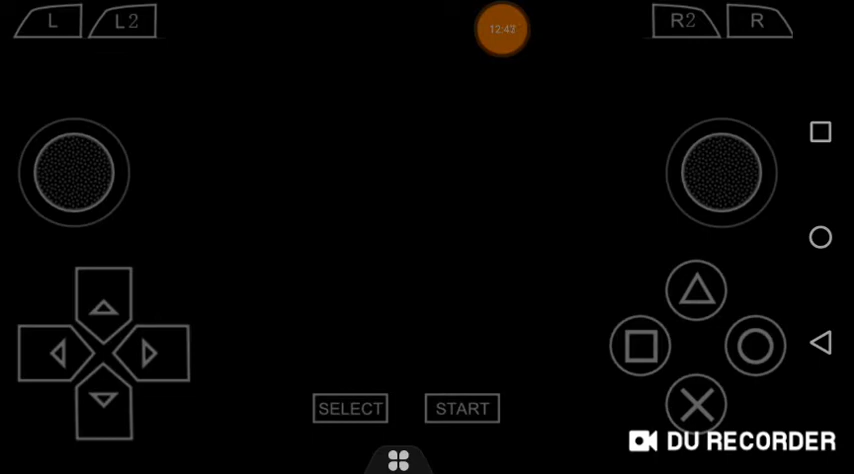 L
L2
12:42
R2
R
SELECT
START
DU RECORDER